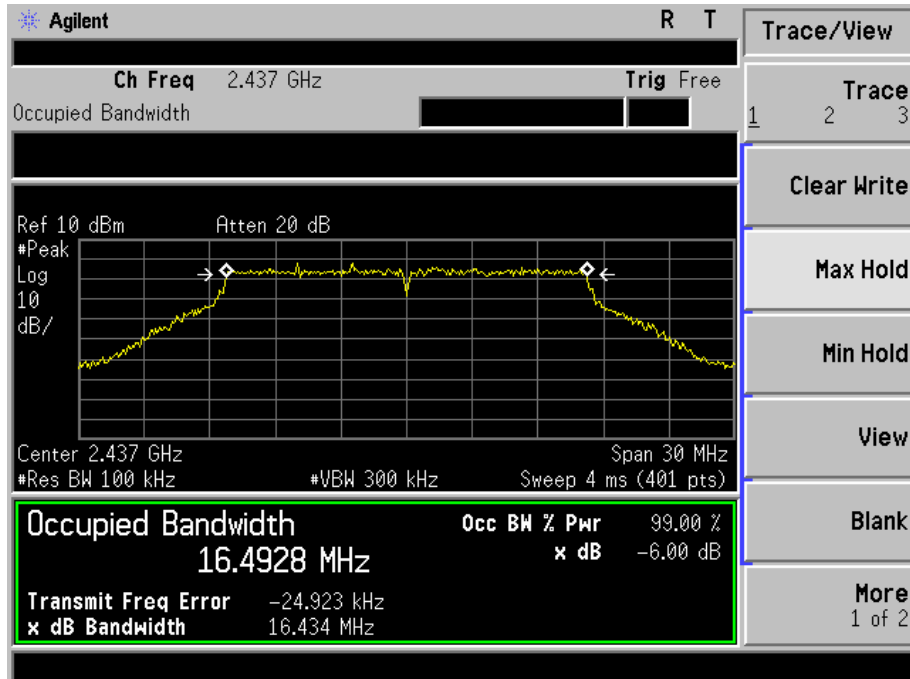 Agilent R T
Trace/View
Ch Freq 2.437 GHz Trig Free
Occupied Bandwidth
Trace
1 2 3
Clear Write
Ref 10 dBm Atten 20 dB
#Peak
Log
10
dB/
Max Hold
Min Hold
View
Center 2.437 GHz Span 30 MHz
#Res BW 100 kHz #VBW 300 kHz Sweep 4 ms (401 pts)
Occupied Bandwidth Occ BW % Pwr 99.00 %
16.4928 MHz x dB -6.00 dB
Blank
Transmit Freq Error -24.923 kHz
x dB Bandwidth 16.434 MHz
More
1 of 2